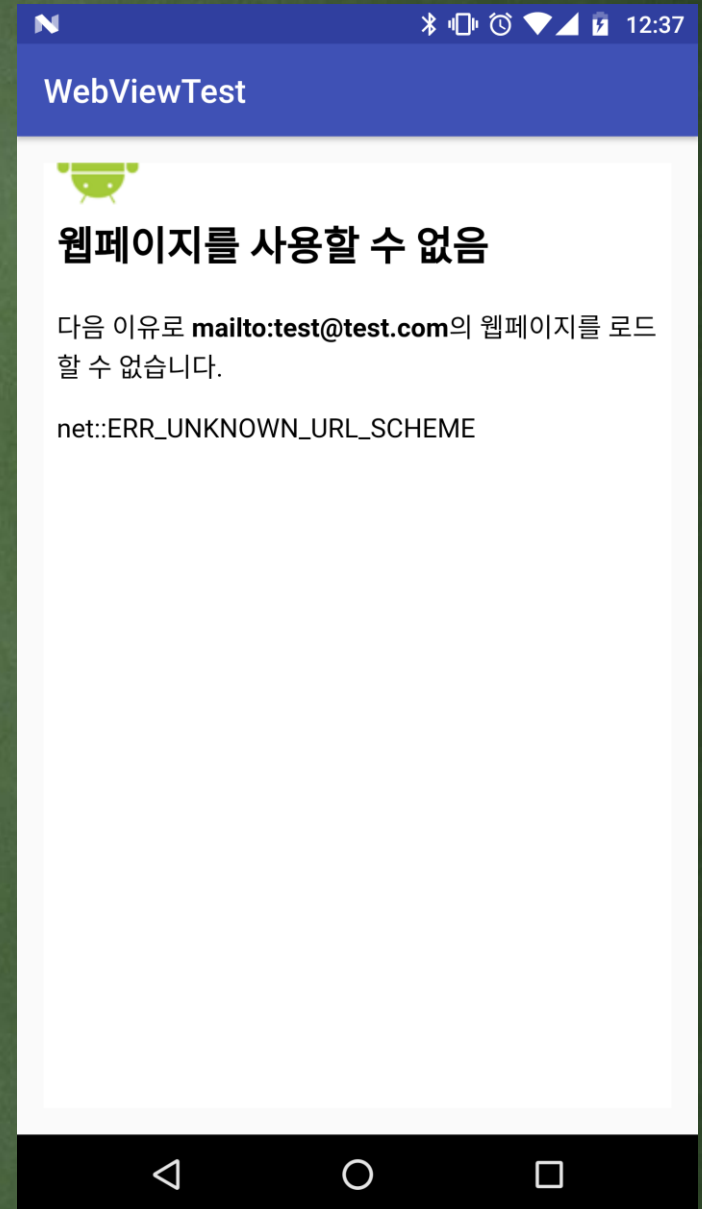 12:37
WebViewTest
웹페이지를 사용할 수 없음
다음 이유로 mailto:test@test.com의 웹페이지를 로드
할 수 없습니다.
net::ERR_UNKNOWN_URL_SCHEME